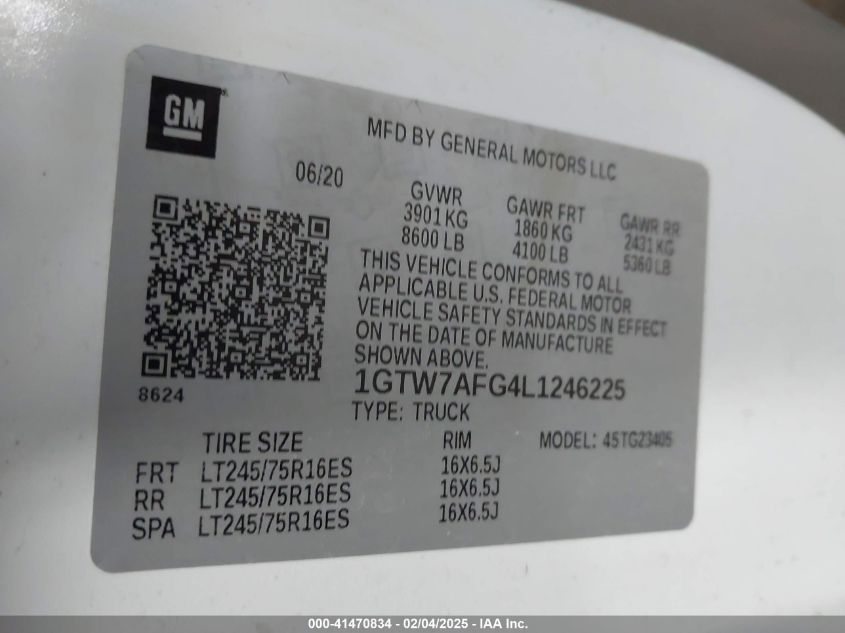 GM
MFD BY GENERAL MOTORS LLC
06/20
GVWR GAWR FRT GAWR RR
3901 KG 1860 KG 2431 KG
8600 LB 4100 LB 5360 LB
THIS VEHICLE CONFORMS TO ALL
APPLICABLE U.S. FEDERAL MOTOR
VEHICLE SAFETY STANDARDS IN EFFECT
ON THE DATE OF MANUFACTURE
SHOWN ABOVE.
8624
1GTW7AFG4L1246225
TYPE: TRUCK
MODEL: 45TG23405
TIRE SIZE RIM
FRT LT245/75R16ES 16X6.5J
RR LT245/75R16ES 16X6.5J
SPA LT245/75R16ES 16X6.5J
000-41470834 - 02/04/2025 - IAA Inc.